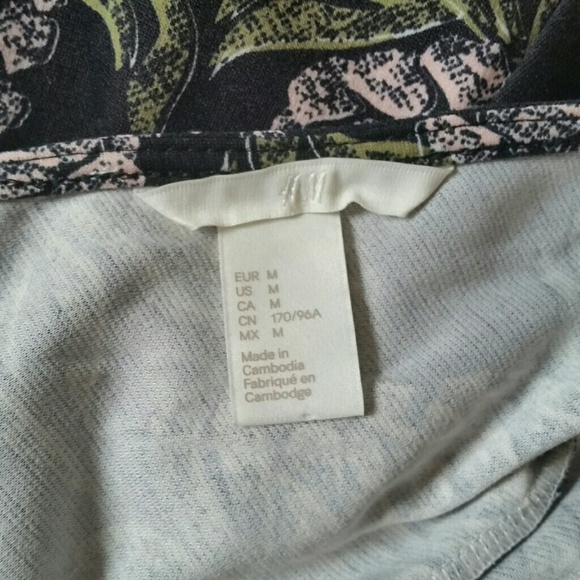 H&M
EUR M
US M
CA M
CN 170/96A
MX M
Made in
Cambodia
Fabriqué en
Cambodge